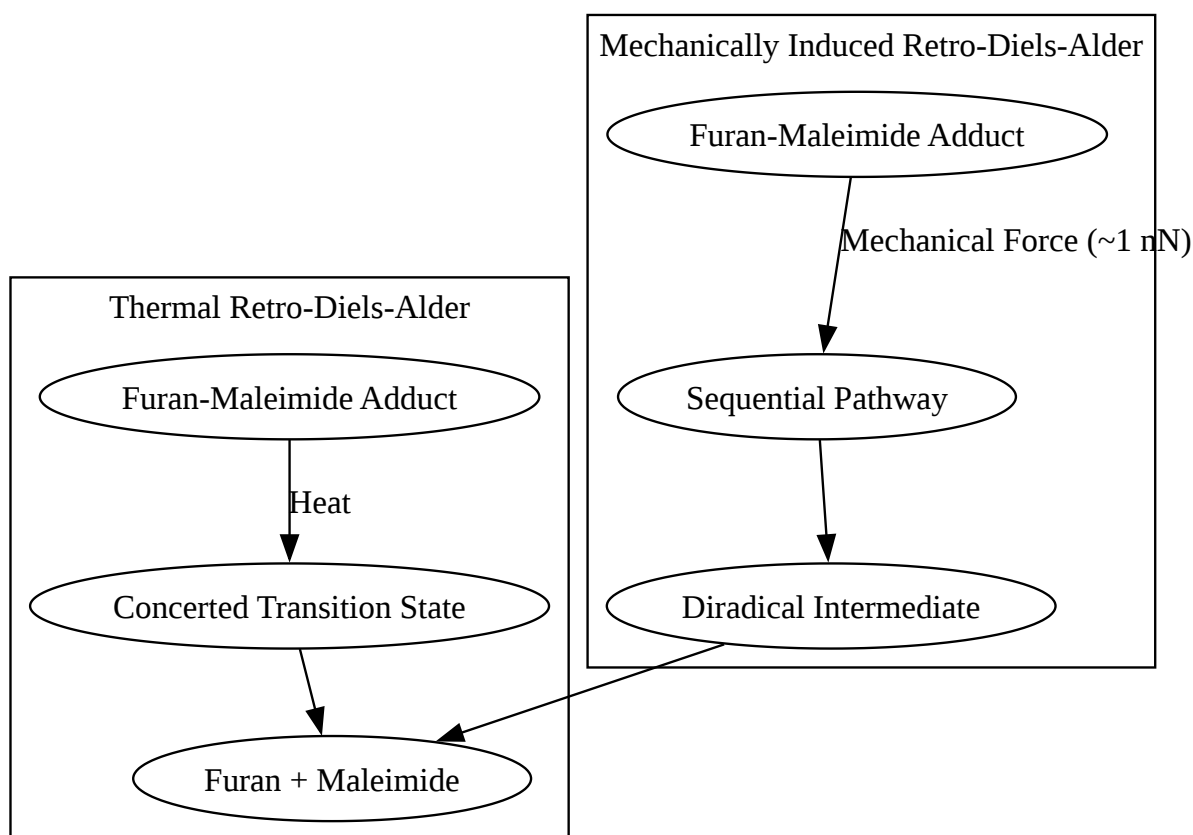 Mechanically Induced Retro-Diels-Alder
Furan-Maleimide Adduct
Mechanical Force (~1 nN)
Sequential Pathway
Diradical Intermediate
Thermal Retro-Diels-Alder
Furan-Maleimide Adduct
Heat
Concerted Transition State
Furan + Maleimide